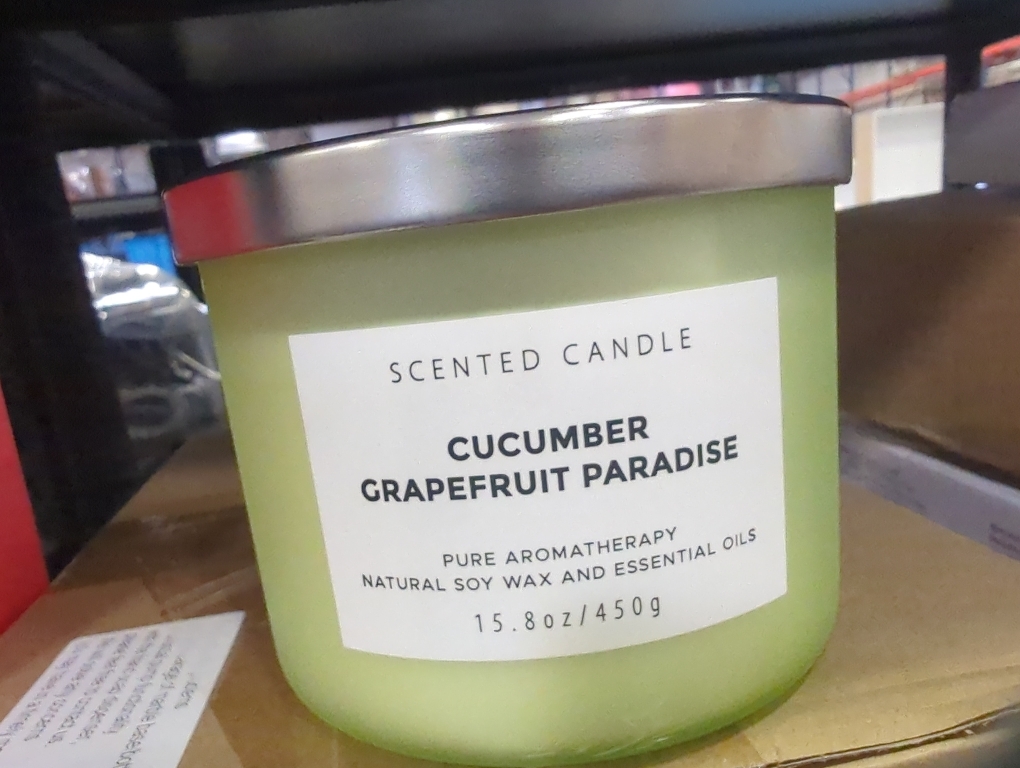 SCENTED CANDLE
CUCUMBER
GRAPEFRUIT PARADISE
PURE AROMATHERAPY
NATURAL SOY WAX AND ESSENTIAL OILS
15.8oz/450g